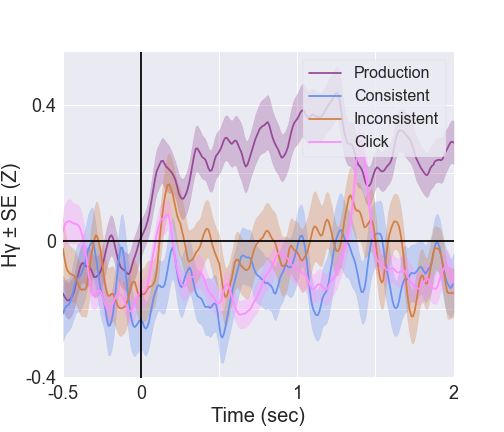 Production
Consistent
Inconsistent
Click
0.4
0
-0.4
Hγ ± SE (Z)
-0.5 0 1 2
Time (sec)